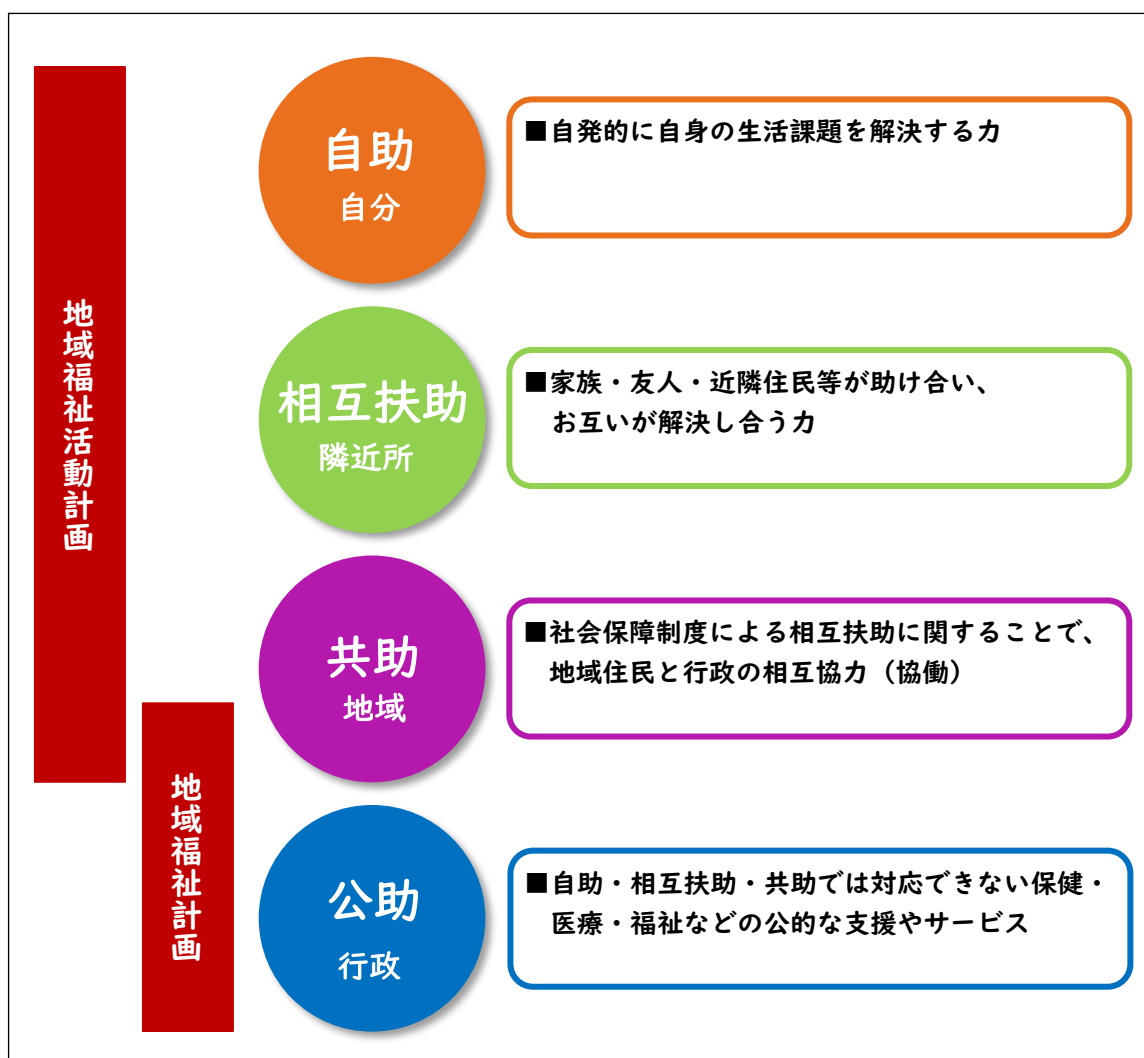 地域福祉活動計画
地域福祉計画
自助
自分
■自発的に自身の生活課題を解決する力
相互扶助
隣近所
■家族・友人・近隣住民等が助け合い、
お互いが解決し合う力
共助
地域
■社会保障制度による相互扶助に関することで、
地域住民と行政の相互協力（協働）
公助
行政
■自助・相互扶助・共助では対応できない保健・
医療・福祉などの公的な支援やサービス